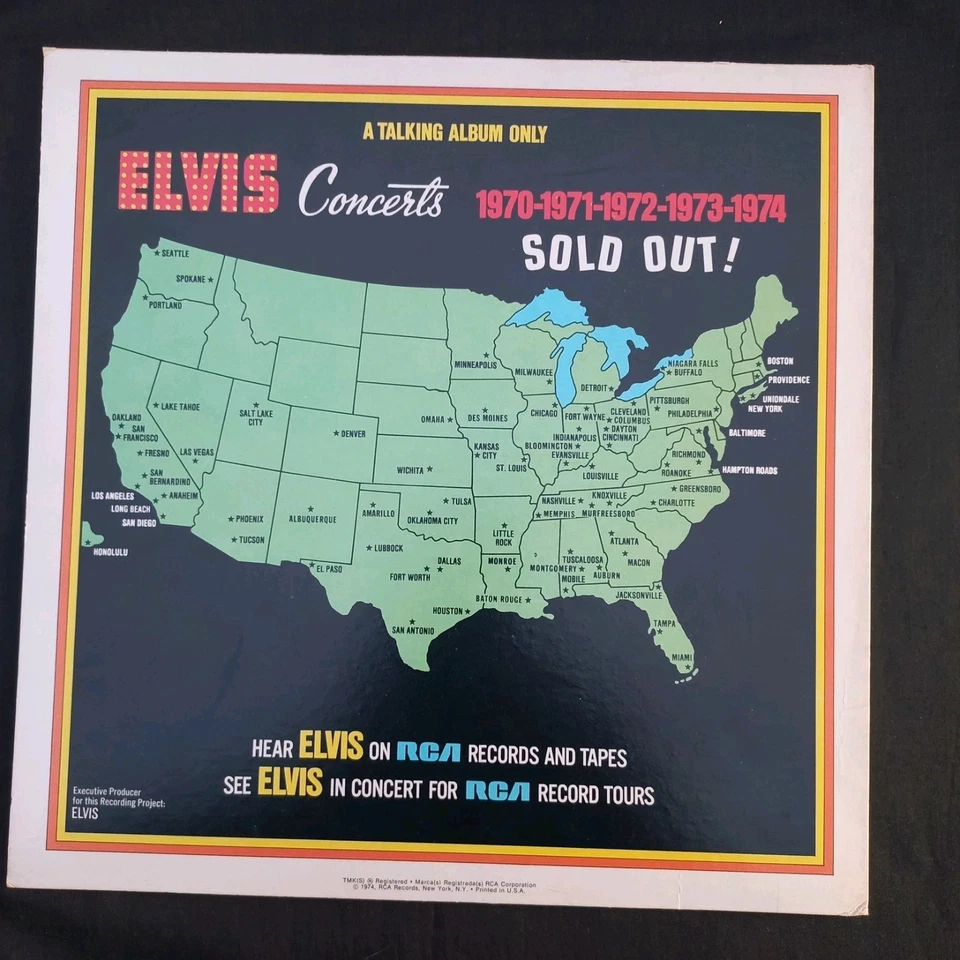 A TALKING ALBUM ONLY
ELVIS Concerts 1970-1971-1972-1973-1974
SOLD OUT!
SEATTLE
SPOKANE
PORTLAND
MINNEAPOLIS
MILWAUKEE
DETROIT
NIAGARA FALLS
BUFFALO
BOSTON
PROVIDENCE
UNIONDALE
NEW YORK
LAKE TAHOE
SALT LAKE
CITY
OAKLAND
SAN
FRANCISCO
FRESNO
LAS VEGAS
SAN
BERNARDINO
LOS ANGELES
ANAHEIM
LONG BEACH
SAN DIEGO
HONOLULU
DENVER
OMAHA
DES MOINES
CHICAGO
FORT WAYNE
CLEVELAND
COLUMBUS
PITTSBURGH
PHILADELPHIA
BALTIMORE
DAYTON
INDIANAPOLIS
CINCINNATI
BLOOMINGTON
EVANSVILLE
KANSAS
CITY
ST. LOUIS
WICHITA
LOUISVILLE
RICHMOND
ROANOKE
HAMPTON ROADS
GREENSBORO
CHARLOTTE
NASHVILLE
KNOXVILLE
MEMPHIS
MURFREESBORO
PHOENIX
TUCSON
ALBUQUERQUE
AMARILLO
TULSA
OKLAHOMA CITY
LITTLE
ROCK
LUBBOCK
EL PASO
DALLAS
FORT WORTH
MONROE
ATLANTA
MACON
TUSCALOOSA
MONTGOMERY
AUBURN
MOBILE
JACKSONVILLE
BATON ROUGE
HOUSTON
SAN ANTONIO
TAMPA
MIAMI
HEAR ELVIS ON RCA RECORDS AND TAPES
SEE ELVIS IN CONCERT FOR RCA RECORD TOURS
Executive Producer
for this Recording Project:
ELVIS
TMK(S) ® Registered • Marca(s) Registrada(s) RCA Corporation
© 1974, RCA Records, New York, N.Y. • Printed in U.S.A.